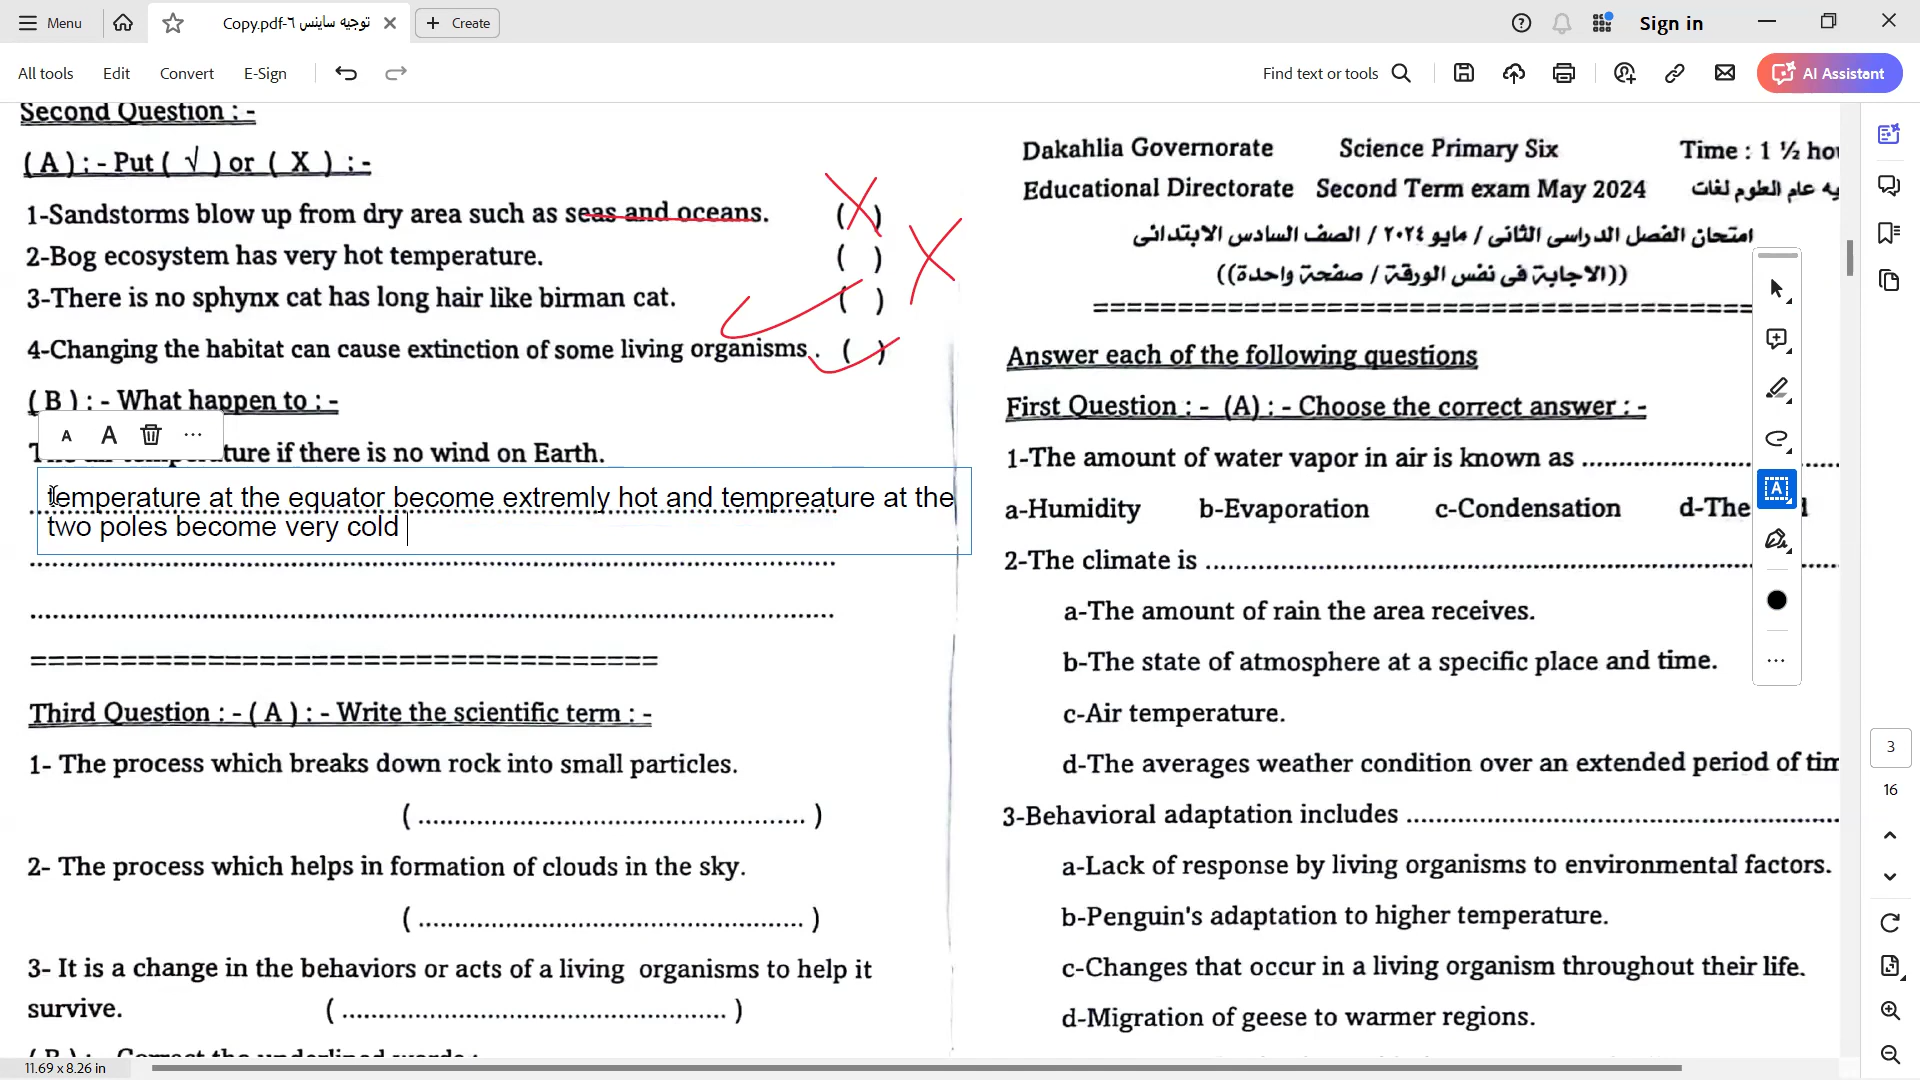 Menu
توجيه ساينس ٦-Copy.pdf
Create
Sign in
All tools
Edit
Convert
E-Sign
Find text or tools
AI Assistant
Second Question : -
( A ) : - Put ( √ ) or ( X ) : -
1-Sandstorms blow up from dry area such as seas and oceans. ( X )
2-Bog ecosystem has very hot temperature. ( ) X
3-There is no sphynx cat has long hair like birman cat. ( )
4-Changing the habitat can cause extinction of some living organisms. ( )
( B ) : - What happen to : -
A A
if there is no wind on Earth.
temperature at the equator become extremly hot and tempreature at the
two poles become very cold
Third Question : - ( A ) : - Write the scientific term : -
1- The process which breaks down rock into small particles.
(....................................................)
2- The process which helps in formation of clouds in the sky.
(....................................................)
3- It is a change in the behaviors or acts of a living organisms to help it
survive. (....................................................)
( B ) : - Correct the underlined words :
Dakahlia Governorate Science Primary Six Time : 1 ½
Educational Directorate Second Term exam May 2024 عام العلوم لغات
امتحان الفصل الدراسى الثانى / مايو ٢٠٢٤ / الصف السادس الابتدائى
((الاجابة فى نفس الورقة / صفحة واحدة))
Answer each of the following questions
First Question : - (A) : - Choose the correct answer : -
1-The amount of water vapor in air is known as ....................
a-Humidity b-Evaporation c-Condensation
2-The climate is ....................
a-The amount of rain the area receives.
b-The state of atmosphere at a specific place and time.
c-Air temperature.
d-The averages weather condition over an extended period of
3-Behavioral adaptation includes ....................
a-Lack of response by living organisms to environmental factors.
b-Penguin's adaptation to higher temperature.
c-Changes that occur in a living organism throughout their life.
d-Migration of geese to warmer regions.
3
16
11.69 x 8.26 in